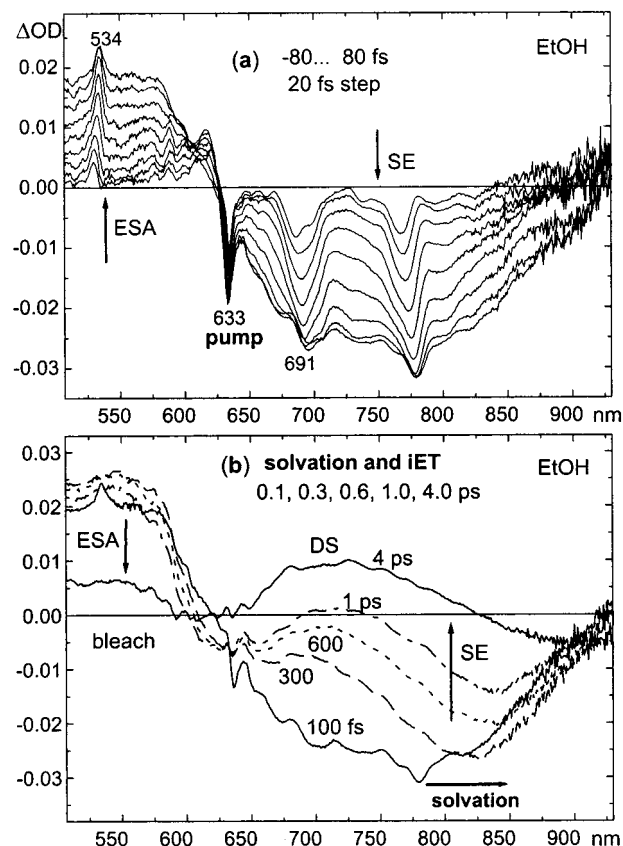 ΔOD
534
0.02
(a) -80... 80 fs
EtOH
20 fs step
0.01
SE
0.00
ESA
-0.01
633
pump
-0.02
691
-0.03
550 600 650 700 750 800 850 900 nm
0.03
(b) solvation and iET
EtOH
0.1, 0.3, 0.6, 1.0, 4.0 ps
0.02
ESA
DS
4 ps
0.01
1 ps
0.00
bleach
600
SE
-0.01
300
-0.02
100 fs
-0.03
solvation
550 600 650 700 750 800 850 900 nm